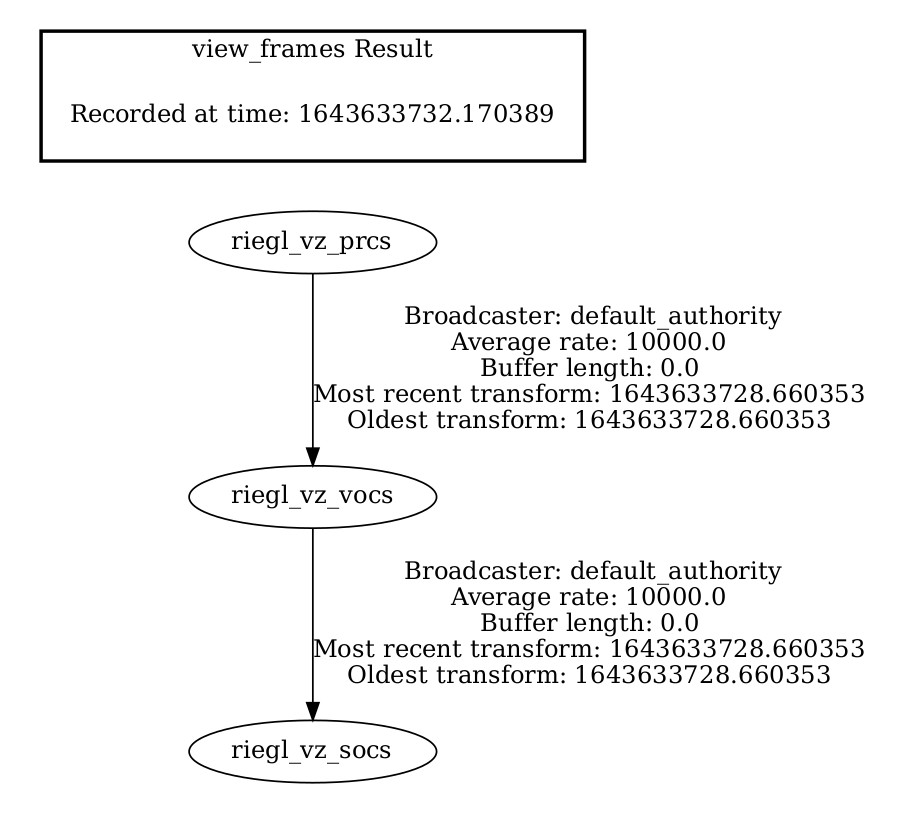 view_frames Result
Recorded at time: 1643633732.170389
riegl_vz_prcs
Broadcaster: default_authority
Average rate: 10000.0
Buffer length: 0.0
Most recent transform: 1643633728.660353
Oldest transform: 1643633728.660353
riegl_vz_vocs
Broadcaster: default_authority
Average rate: 10000.0
Buffer length: 0.0
Most recent transform: 1643633728.660353
Oldest transform: 1643633728.660353
riegl_vz_socs